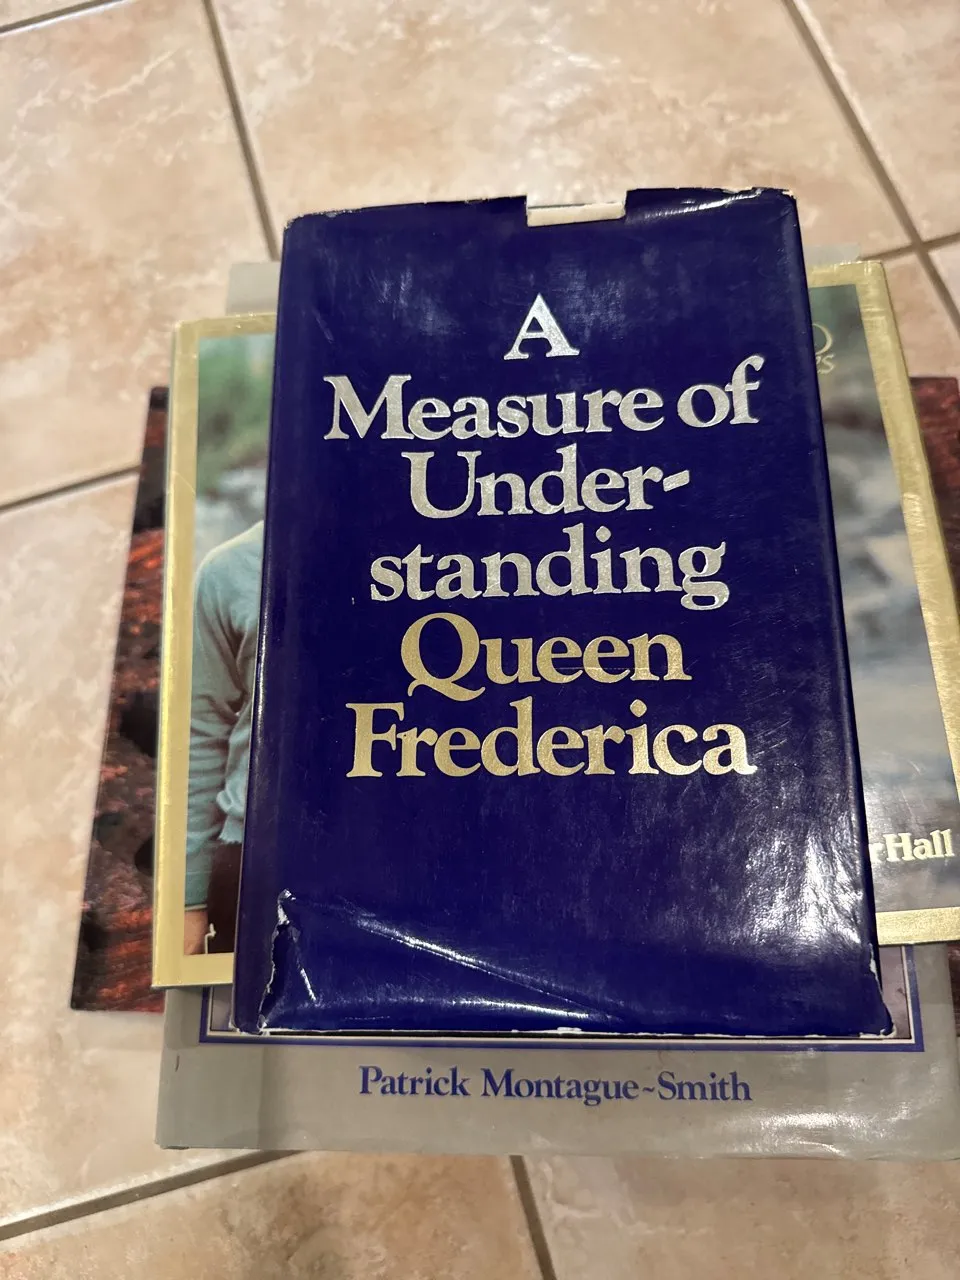 A
Measure of
Under-
standing
Queen
Frederica
Hall
Patrick Montague~Smith